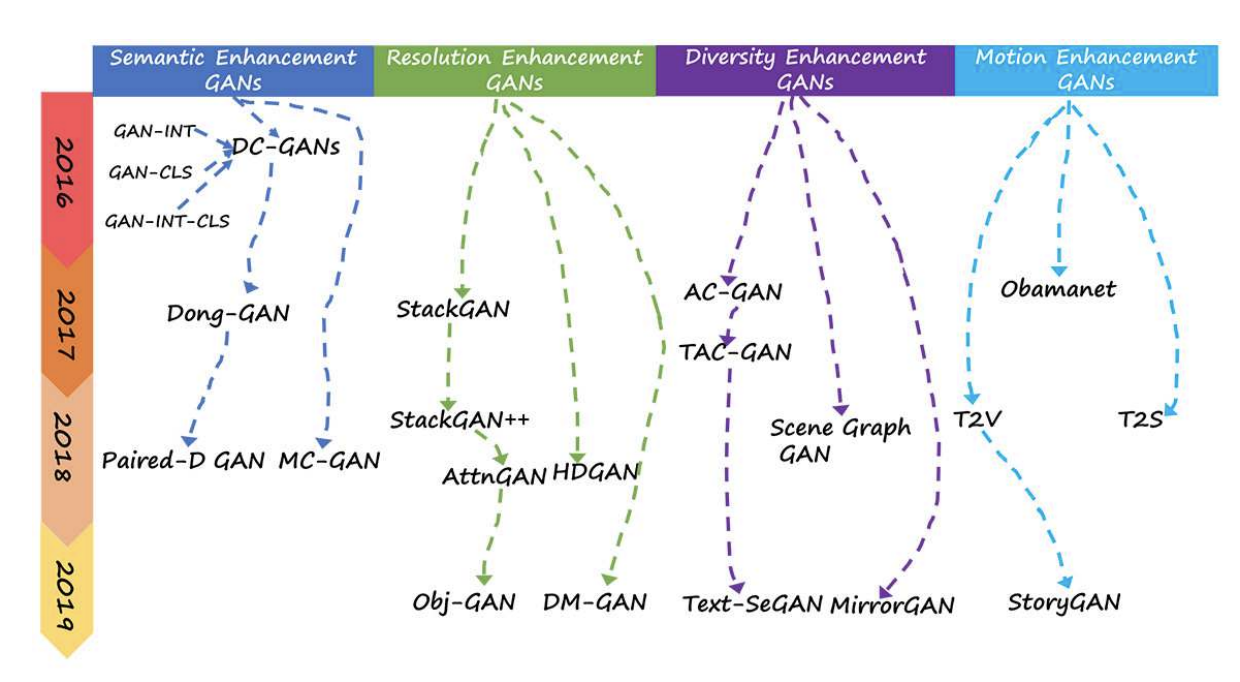 Semantic Enhancement
GANs
Resolution Enhancement
GANs
Diversity Enhancement
GANs
Motion Enhancement
GANs
2016
GAN-INT
DC-GANs
GAN-CLS
GAN-INT-CLS
2017
Dong-GAN
StackGAN
AC-GAN
TAC-GAN
Obamanet
2018
Paired-D GAN
MC-GAN
StackGAN++
AttnGAN
HDGAN
Scene Graph
GAN
T2V
T2S
2019
Obj-GAN
DM-GAN
Text-SeGAN
MirrorGAN
StoryGAN